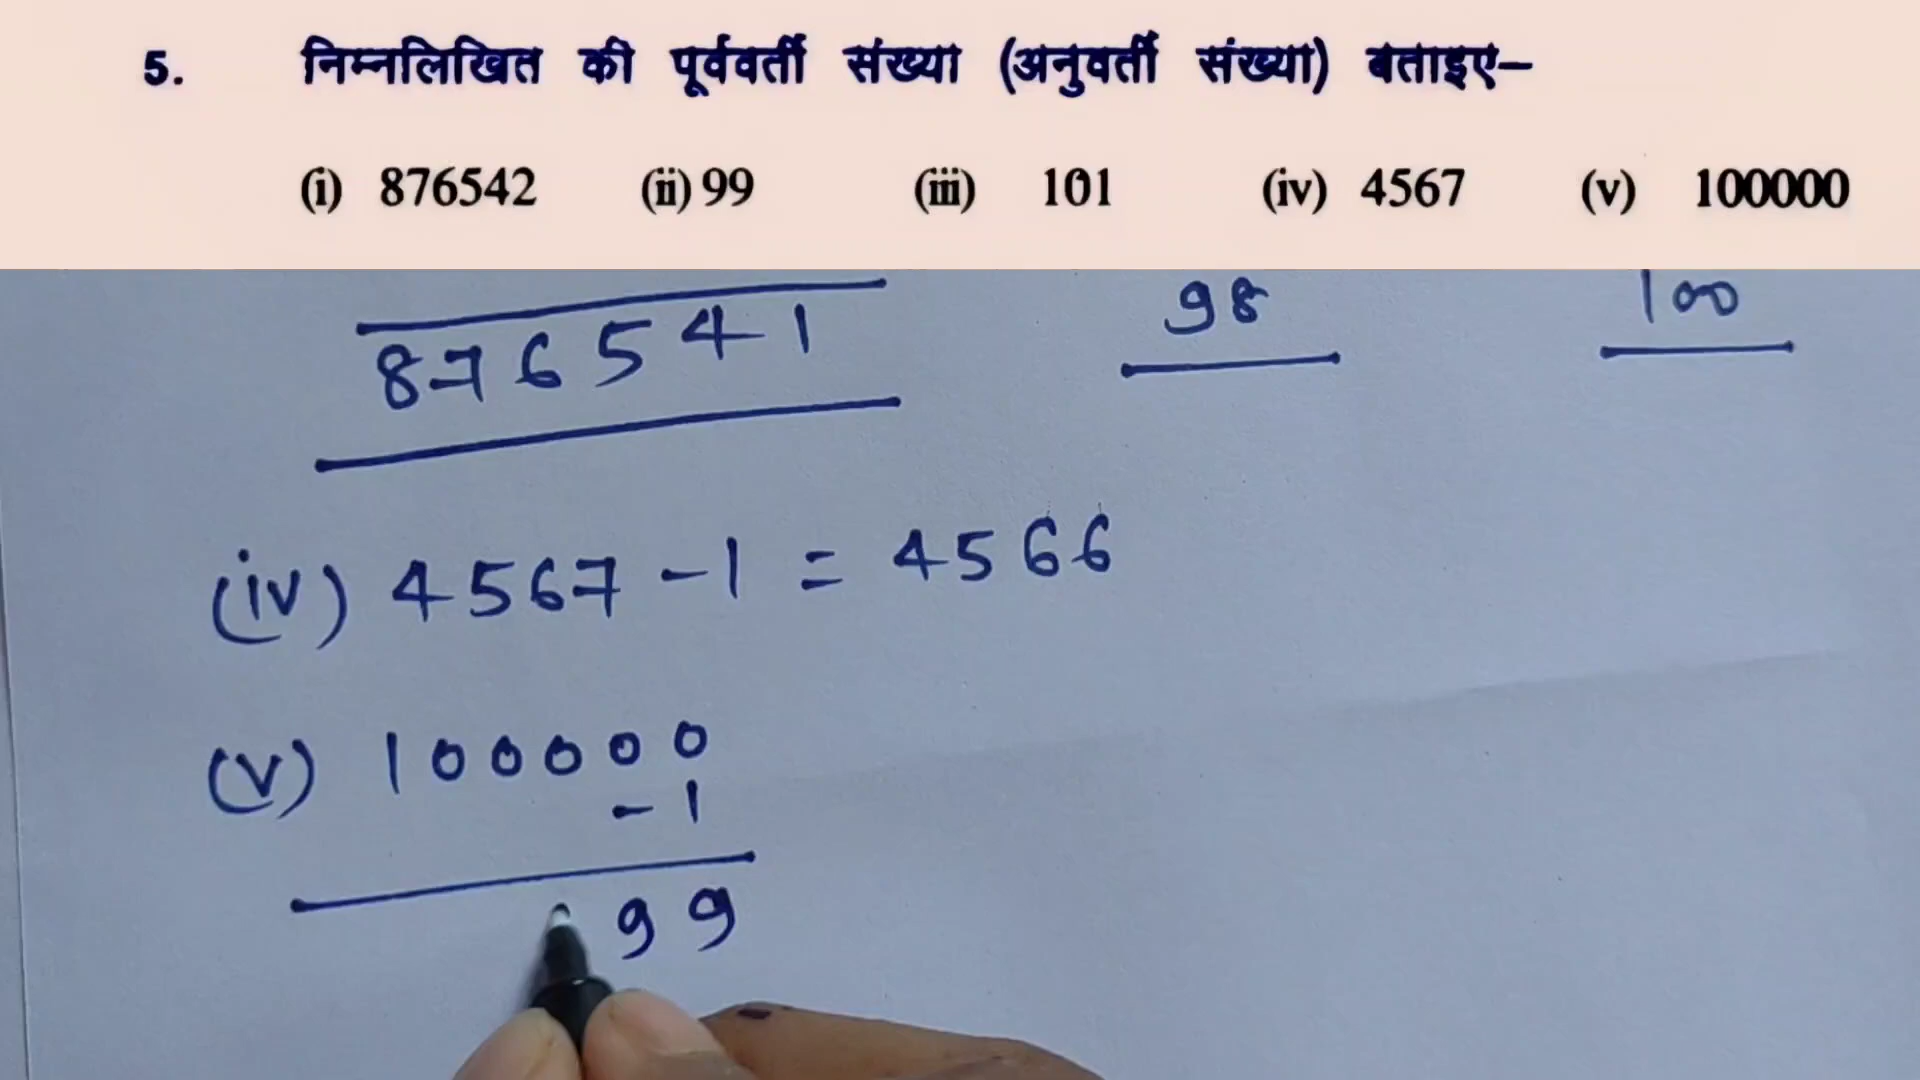 5. निम्नलिखित की पूर्ववर्ती संख्या (अनुवर्ती संख्या) बताइए–
(i) 876542 (ii) 99 (iii) 101 (iv) 4567 (v) 100000
876541 98 100
(iv) 4567 - 1 = 4566
(v) 100000
- 1
99